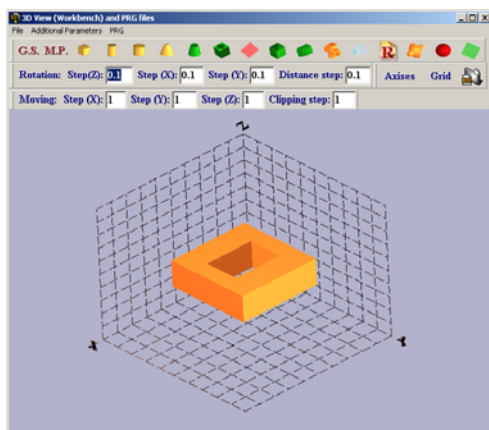 3D View (Workbench) and PRG files
File Additional Parameters PRG
G.S. M.P. R
Rotation: Step(Z): 0.1 Step (X): 0.1 Step (Y): 0.1 Distance step: 0.1 Axises Grid
Moving: Step (X): 1 Step (Y): 1 Step (Z): 1 Clipping step: 1
Z
X Y